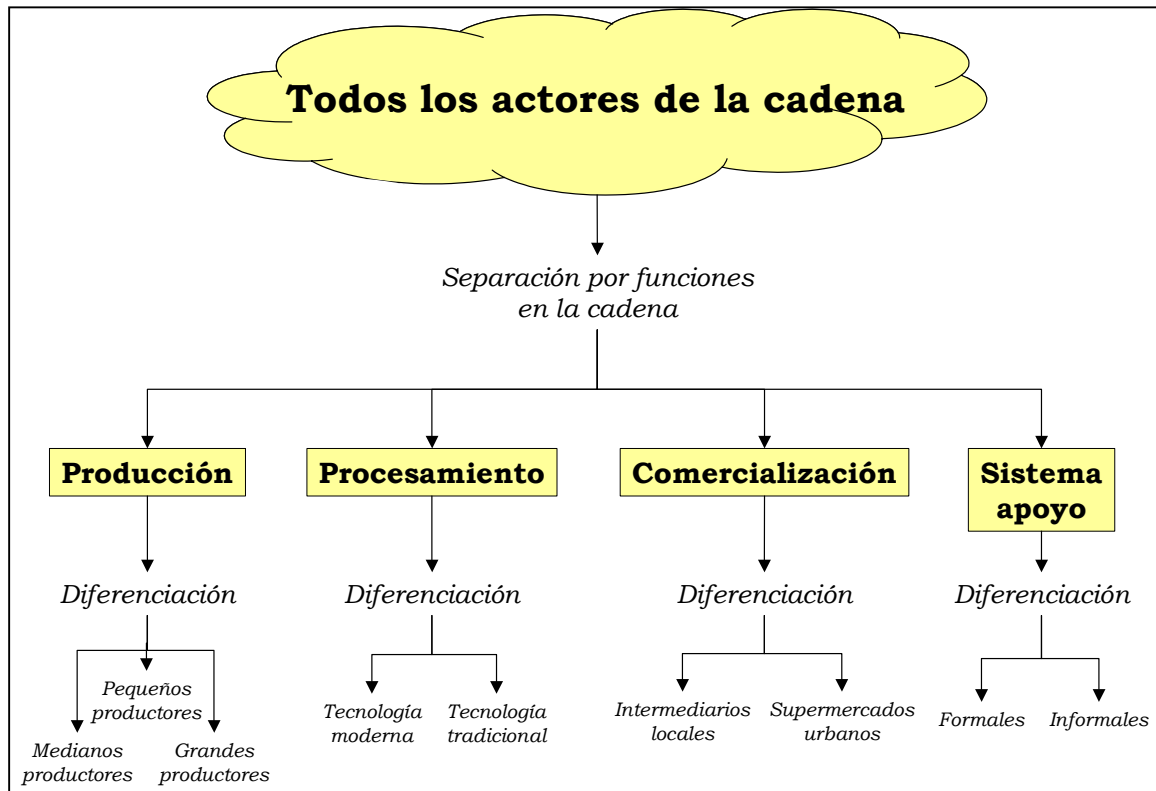 Todos los actores de la cadena
Separación por funciones
en la cadena
Producción
Procesamiento
Comercialización
Sistema
apoyo
Diferenciación
Diferenciación
Diferenciación
Diferenciación
Pequeños
productores
Medianos
productores
Grandes
productores
Tecnología
moderna
Tecnología
tradicional
Intermediarios
locales
Supermercados
urbanos
Formales
Informales